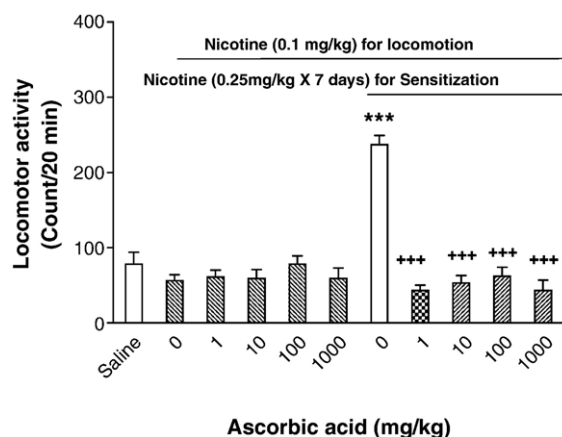 400
Nicotine (0.1 mg/kg) for locomotion
Nicotine (0.25mg/kg X 7 days) for Sensitization
300
***
200
100
+++ +++ +++ +++
0
Locomotor activity
(Count/20 min)
Saline 0 1 10 100 1000 0 1 10 100 1000
Ascorbic acid (mg/kg)